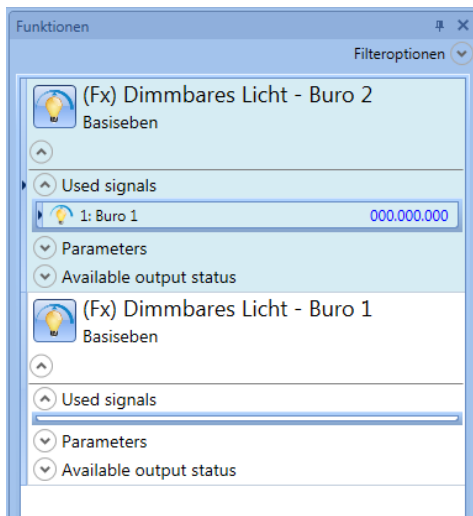 Funktionen
Filteroptionen
(Fx) Dimmbares Licht - Buro 2
Basiseben
Used signals
1: Buro 1 000.000.000
Parameters
Available output status
(Fx) Dimmbares Licht - Buro 1
Basiseben
Used signals
Parameters
Available output status